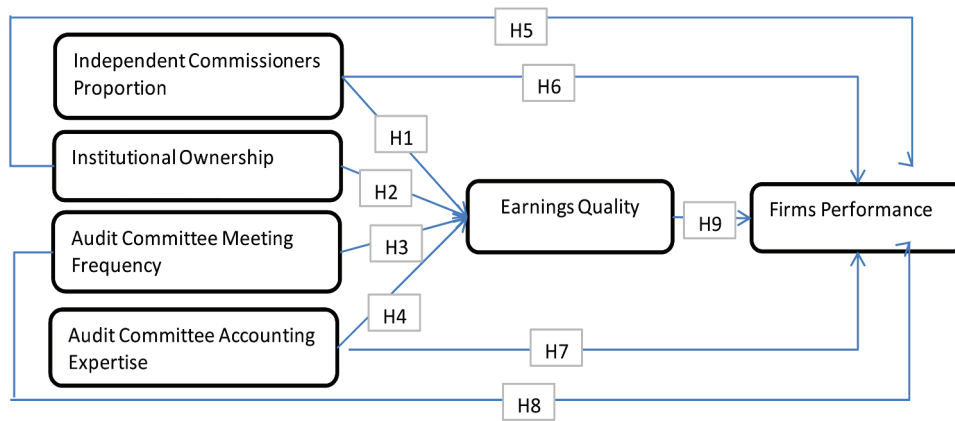 H5
Independent Commissioners
Proportion
H6
H1
Institutional Ownership
H2
Earnings Quality
Firms Performance
H9
Audit Committee Meeting
Frequency
H3
H4
Audit Committee Accounting
Expertise
H7
H8